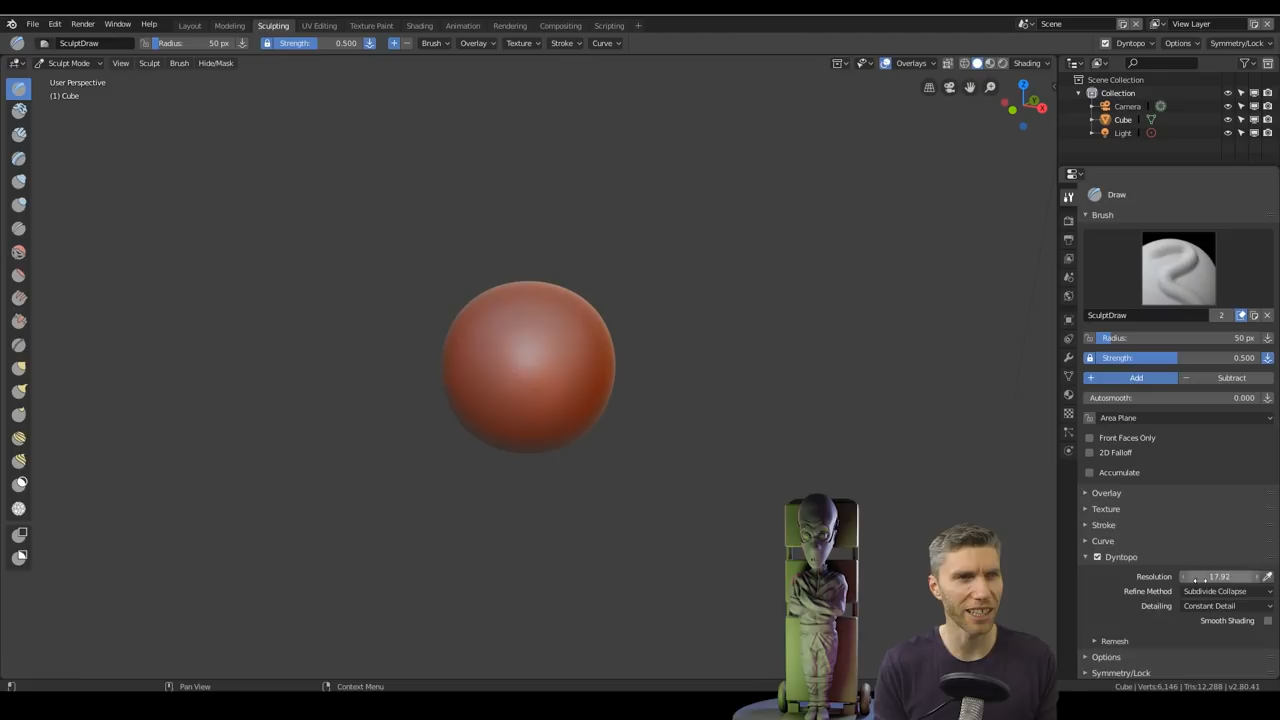 File Edit Render Window Help Layout Modeling Sculpting UV Editing Texture Paint Shading Animation Rendering Compositing Scripting + Scene View Layer
SculptDraw Radius: 50 px Strength: 0.500 + − Brush Overlay Texture Stroke Curve Dyntopo Options Symmetry/Lock
Sculpt Mode View Sculpt Brush Hide/Mask Overlays Shading
User Perspective
(1) Cube
Z
Y
X
Scene Collection
Collection
Camera
Cube
Light
Draw
Brush
SculptDraw 2
Radius: 50 px
Strength: 0.500
+ Add − Subtract
Autosmooth: 0.000
Area Plane
Front Faces Only
2D Falloff
Accumulate
Overlay
Texture
Stroke
Curve
Dyntopo
Resolution 17.92
Refine Method Subdivide Collapse
Detailing Constant Detail
Smooth Shading
Remesh
Options
Symmetry/Lock
Pan View Context Menu Cube | Verts:6,146 | Tris:12,288 | v2.80.41